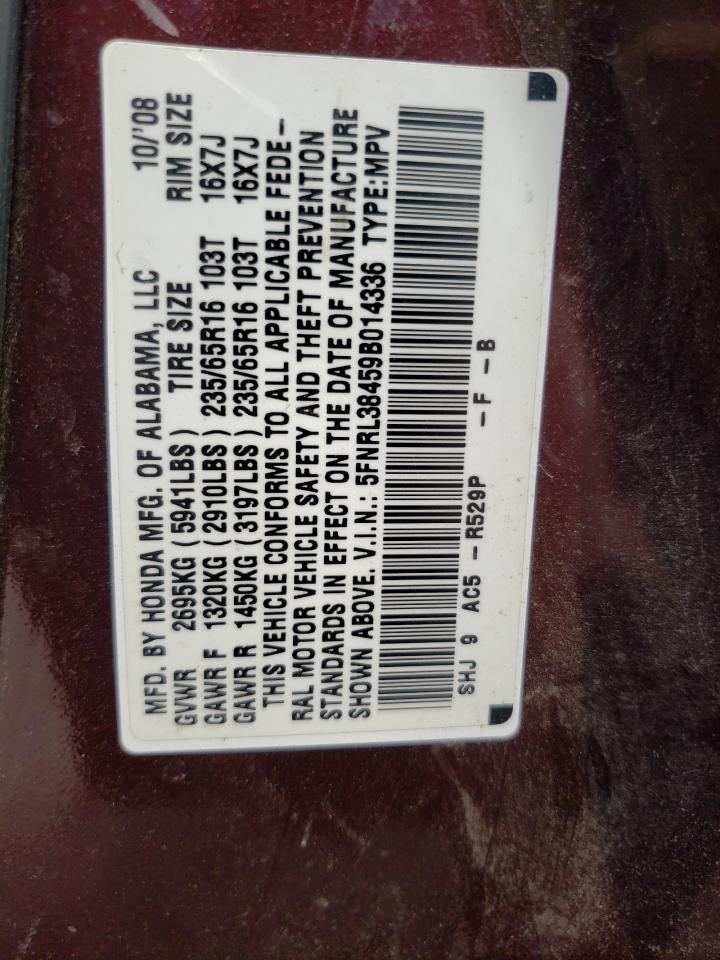 MFD. BY HONDA MFG. OF ALABAMA, LLC 10/'08
GVWR 2695KG (5941LBS) TIRE SIZE RIM SIZE
GAWR F 1320KG (2910LBS) 235/65R16 103T 16X7J
GAWR R 1450KG (3197LBS) 235/65R16 103T 16X7J
THIS VEHICLE CONFORMS TO ALL APPLICABLE FEDE-
RAL MOTOR VEHICLE SAFETY AND THEFT PREVENTION
STANDARDS IN EFFECT ON THE DATE OF MANUFACTURE
SHOWN ABOVE. V.I.N.: 5FNRL38459B014336 TYPE:MPV
SHJ 9 AC5 - R529P - F - B